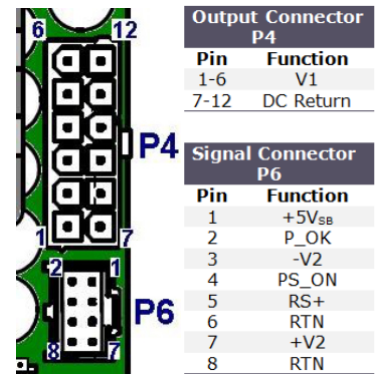 6 12
P4
1 7
2 1
P6
8 7
Output Connector
P4
Pin Function
1-6 V1
7-12 DC Return
Signal Connector
P6
Pin Function
1 +5VSB
2 P_OK
3 -V2
4 PS_ON
5 RS+
6 RTN
7 +V2
8 RTN